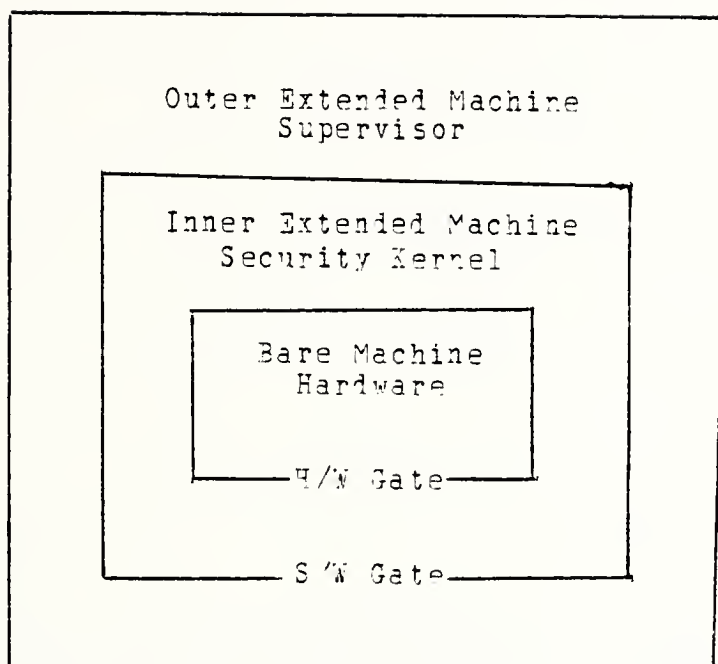 Outer Extended Machine
Supervisor
Inner Extended Machine
Security Kernel
Bare Machine
Hardware
H/W Gate
S/W Gate